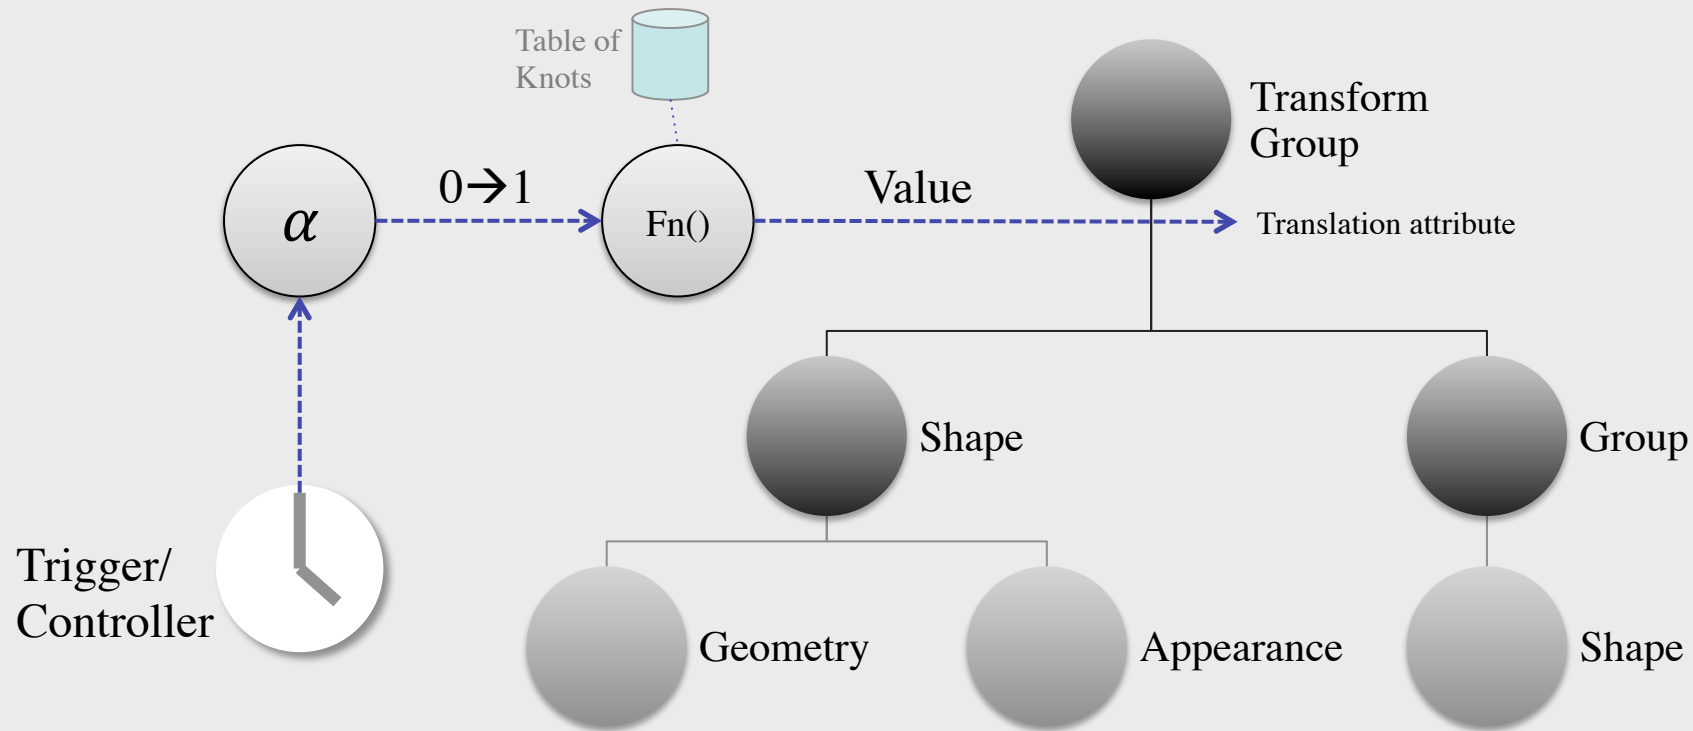 Table of
Knots
Transform
Group
α
0→1
Fn()
Value
Translation attribute
Shape
Group
Trigger/
Controller
Geometry
Appearance
Shape